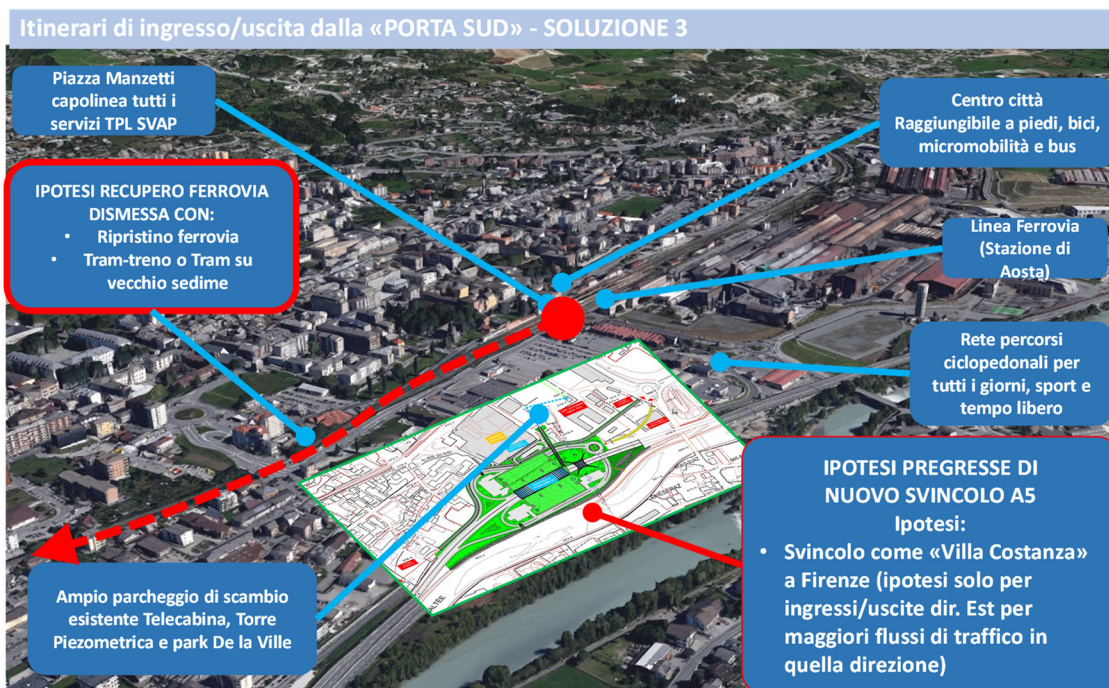 Itinerari di ingresso/uscita dalla «PORTA SUD» - SOLUZIONE 3
Piazza Manzetti
capolinea tutti i
servizi TPL SVAP
Centro città
Raggiungibile a piedi, bici,
micromobilità e bus
IPOTESI RECUPERO FERROVIA
DISMESSA CON:
• Ripristino ferrovia
• Tram-treno o Tram su
vecchio sedime
Linea Ferrovia
(Stazione di
Aosta)
Rete percorsi
ciclopedonali per
tutti i giorni, sport e
tempo libero
IPOTESI PREGRESSE DI
NUOVO SVINCOLO A5
Ipotesi:
• Svincolo come «Villa Costanza»
a Firenze (ipotesi solo per
ingressi/uscite dir. Est per
maggiori flussi di traffico in
quella direzione)
Ampio parcheggio di scambio
esistente Telecabina, Torre
Piezometrica e park De la Ville